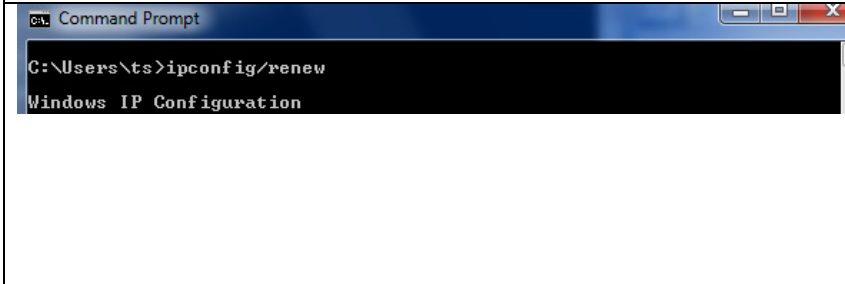 Command Prompt
C:\Users\ts>ipconfig/renew
Windows IP Configuration